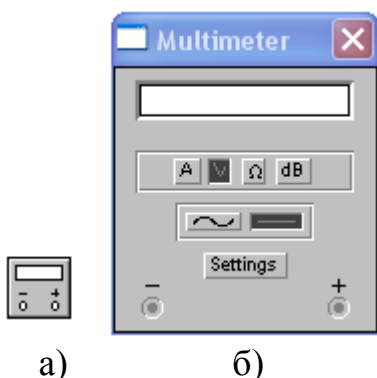 Multimeter
A V Ω dB
Settings
− +
− +
а) б)